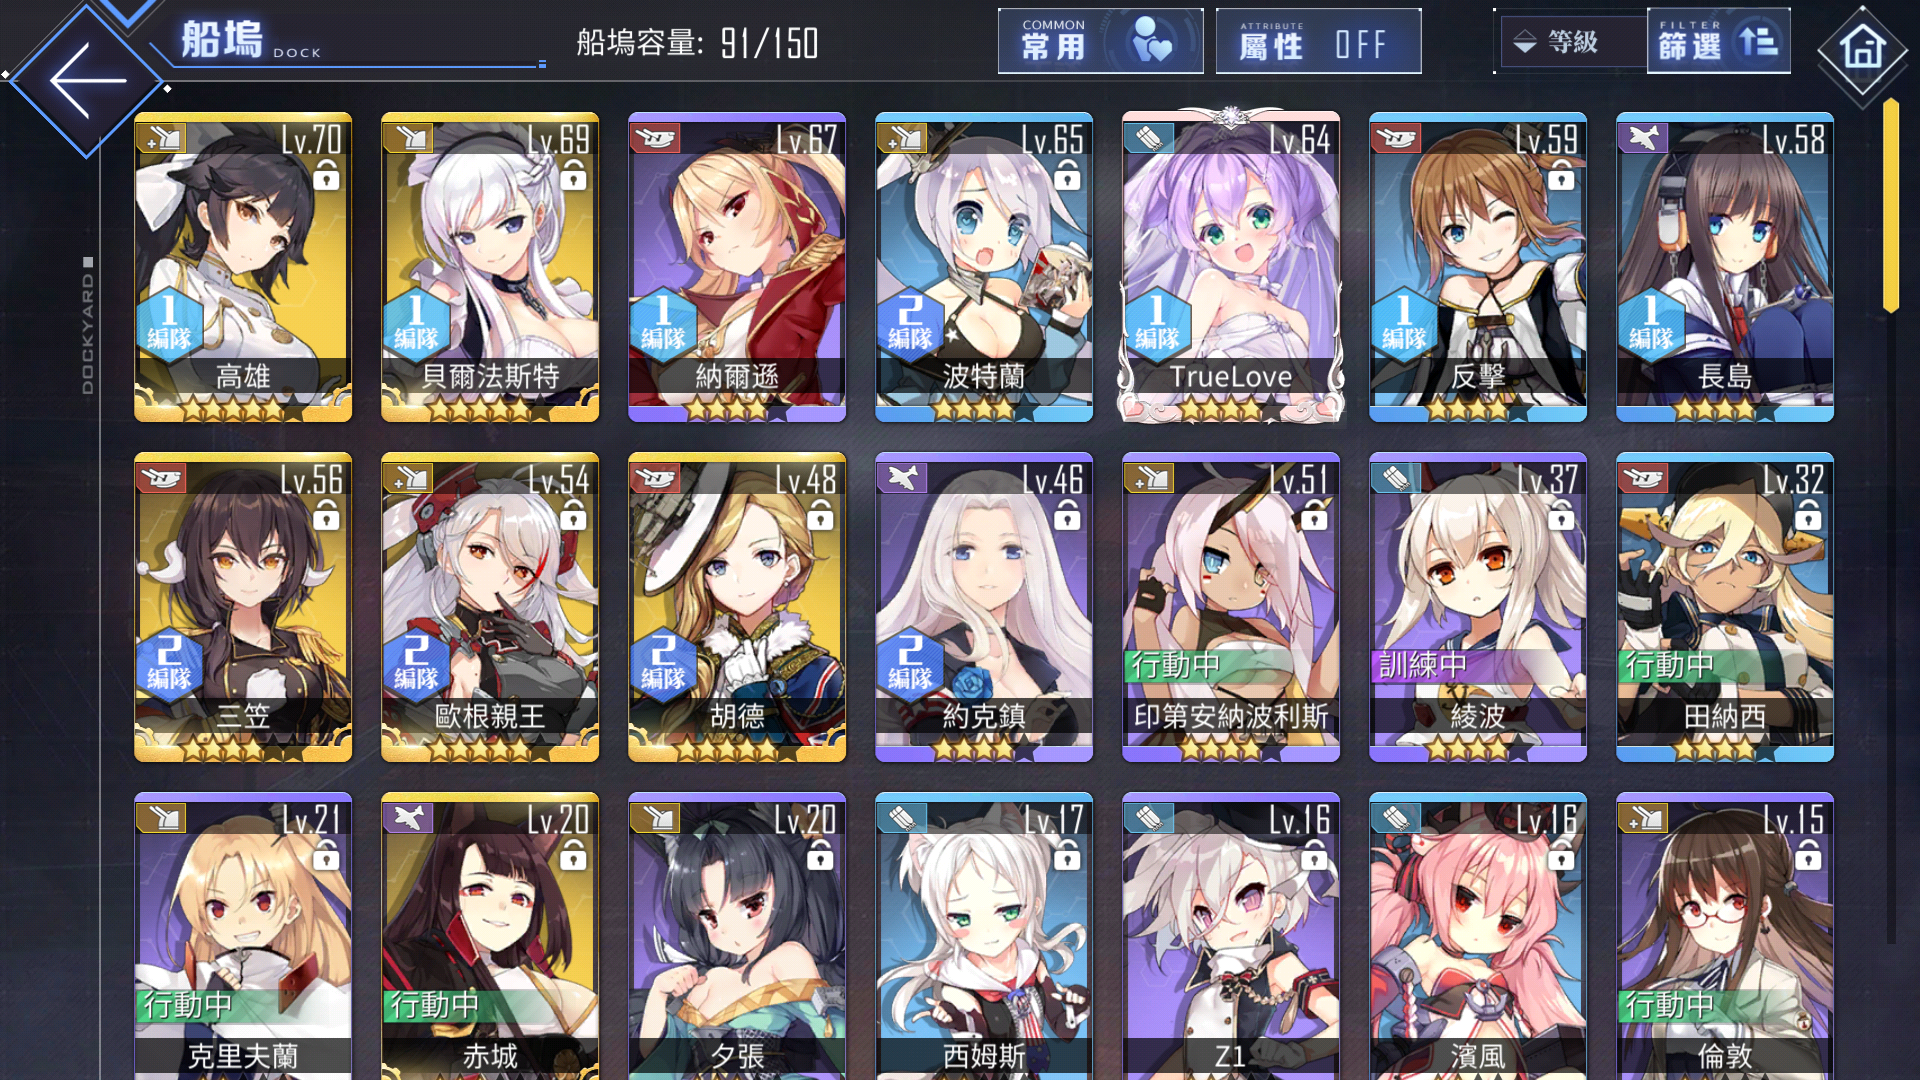 船塢 DOCK
船塢容量: 91/150
COMMON
常用
ATTRIBUTE
屬性 OFF
等級
FILTER
篩選
DOCKYARD
Lv.70
1
編隊
高雄
Lv.69
1
編隊
貝爾法斯特
Lv.67
1
編隊
納爾遜
Lv.65
2
編隊
波特蘭
Lv.64
1
編隊
TrueLove
Lv.59
1
編隊
反擊
Lv.58
1
編隊
長島
Lv.56
2
編隊
三笠
Lv.54
2
編隊
歐根親王
Lv.48
2
編隊
胡德
Lv.46
2
編隊
約克鎮
Lv.51
行動中
印第安納波利斯
Lv.37
訓練中
綾波
Lv.32
行動中
田納西
Lv.21
行動中
克里夫蘭
Lv.20
行動中
赤城
Lv.20
夕張
Lv.17
西姆斯
Lv.16
Z1
Lv.16
濱風
Lv.15
行動中
倫敦